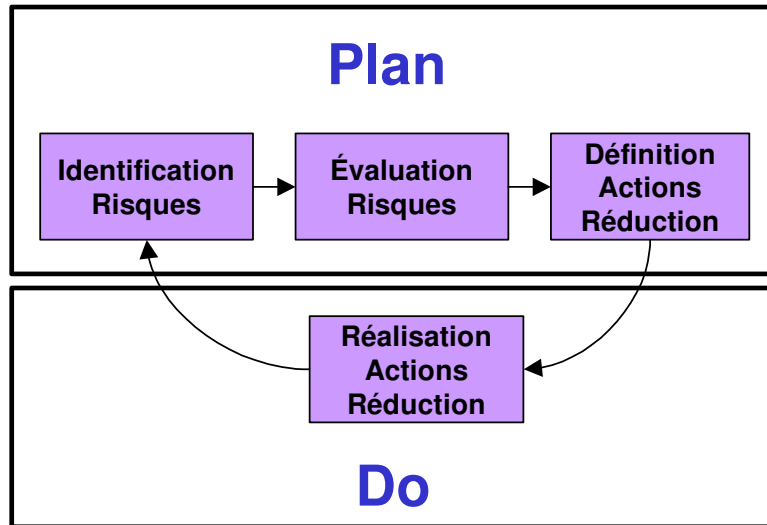 Plan
Identification
Risques
Évaluation
Risques
Définition
Actions
Réduction
Réalisation
Actions
Réduction
Do